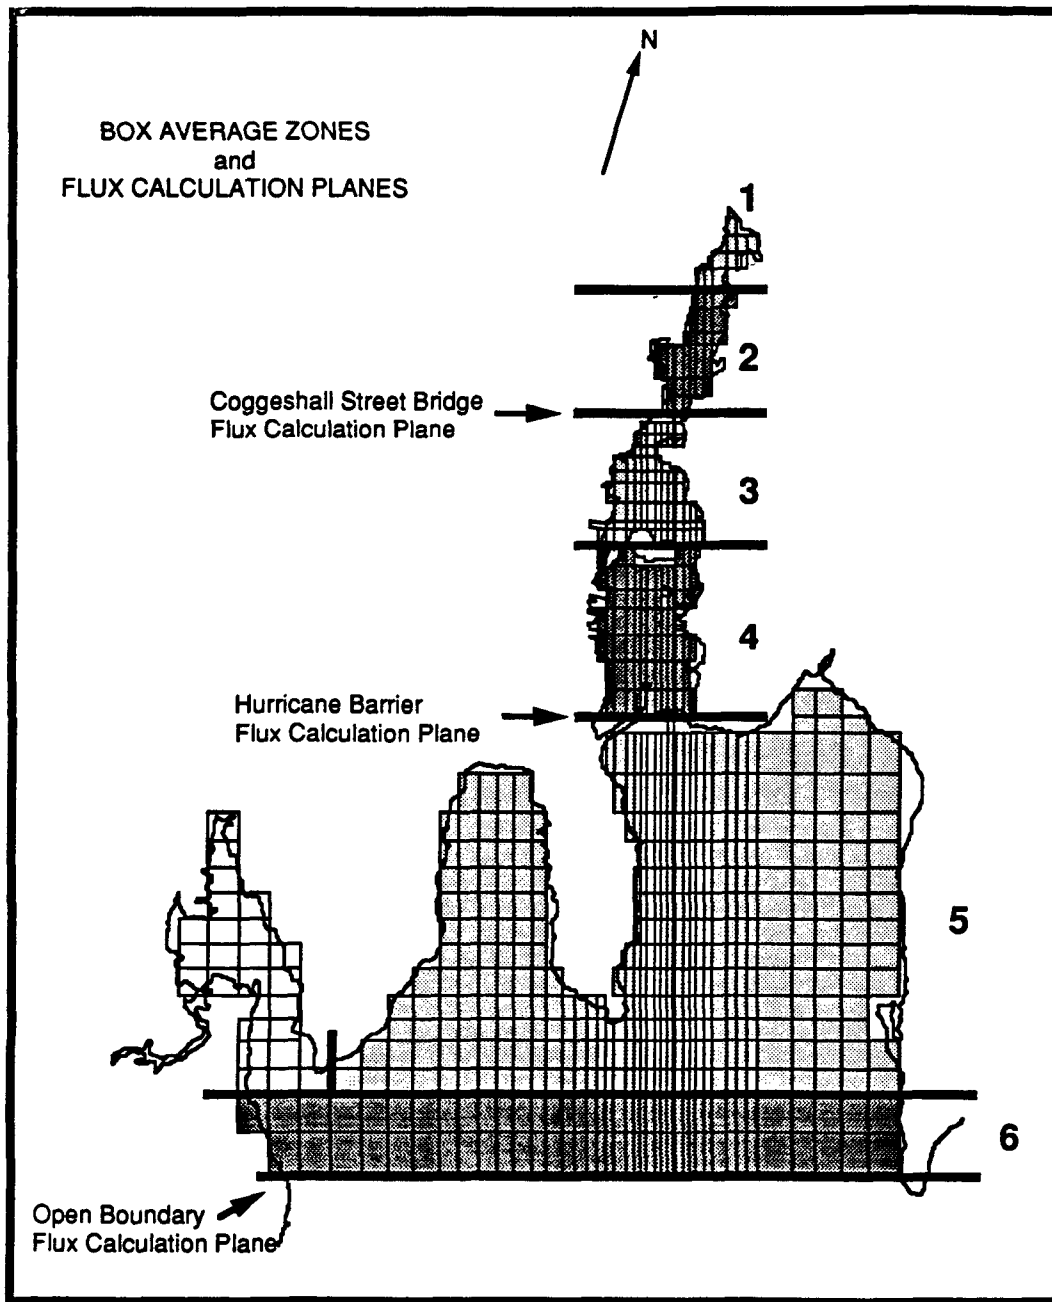 N
BOX AVERAGE ZONES
and
FLUX CALCULATION PLANES
1
2
Coggeshall Street Bridge
Flux Calculation Plane
3
4
Hurricane Barrier
Flux Calculation Plane
5
6
Open Boundary
Flux Calculation Plane